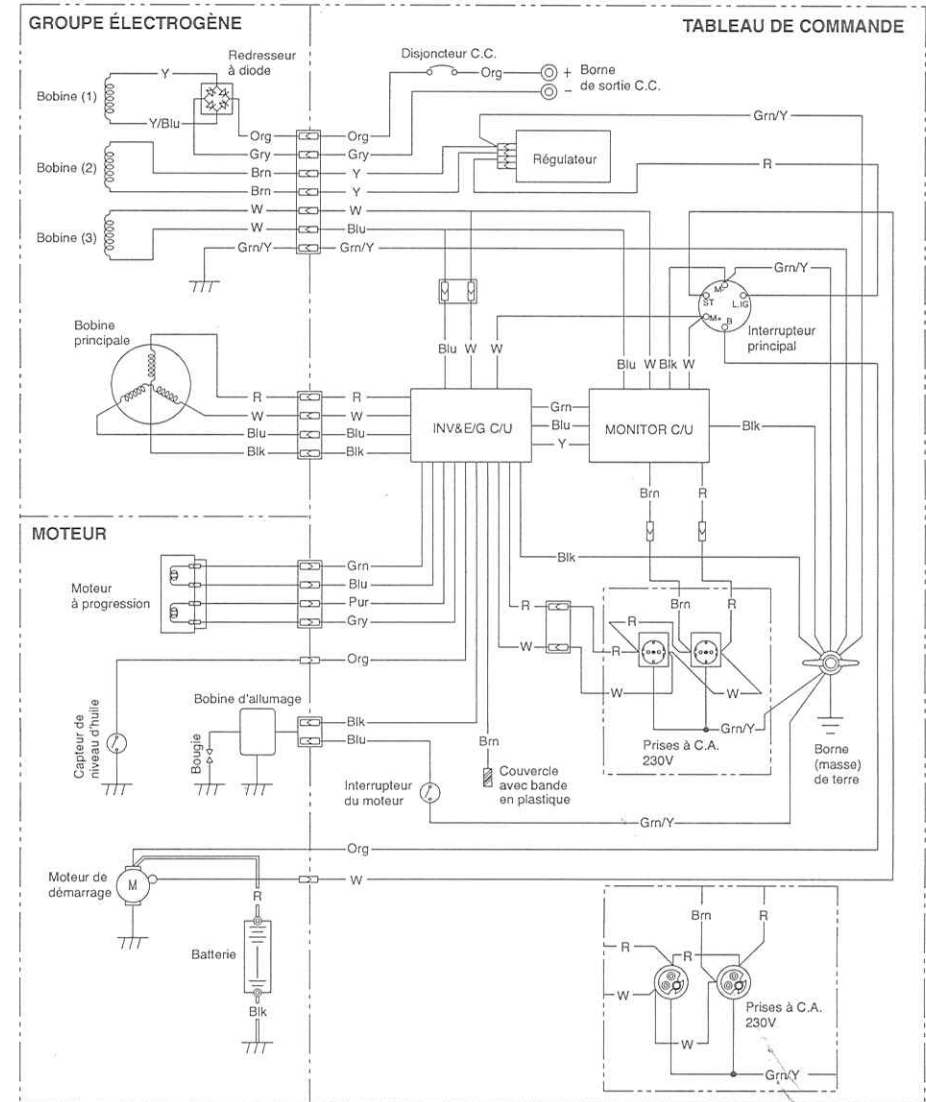 GROUPE ÉLECTROGÈNE
TABLEAU DE COMMANDE
Redresseur
à diode
Disjoncteur C.C.
Org
+
Borne
de sortie C.C.
−
Y
Bobine (1)
Y/Blu
Grn/Y
Org
Org
Gry
Gry
Régulateur
Bobine (2)
Brn
Y
R
Brn
Y
W
W
Bobine (3)
W
Blu
Grn/Y
Grn/Y
M-
Grn/Y
ST
L.IG
M+
B
Interrupteur
principal
Bobine
principale
Blu
W
W
Blu
W
Blk
W
R
R
W
W
Blu
Blu
Blk
Blk
INV&E/G C/U
Grn
Blu
Y
MONITOR C/U
Blk
Brn
R
MOTEUR
Moteur
à progression
Grn
Blu
Pur
Gry
Blk
R
Brn
R
R
W
R
W
W
Grn/Y
Prises à C.A.
230V
Borne
(masse)
de terre
Org
Capteur de
niveau d'huile
Bobine d'allumage
Bougie
Blk
Blu
Brn
Interrupteur
du moteur
Couvercle
avec bande
en plastique
Grn/Y
Org
Moteur de
démarrage
M
W
R
Batterie
Blk
Brn
R
R
R
W
W
Prises à C.A.
230V
Grn/Y